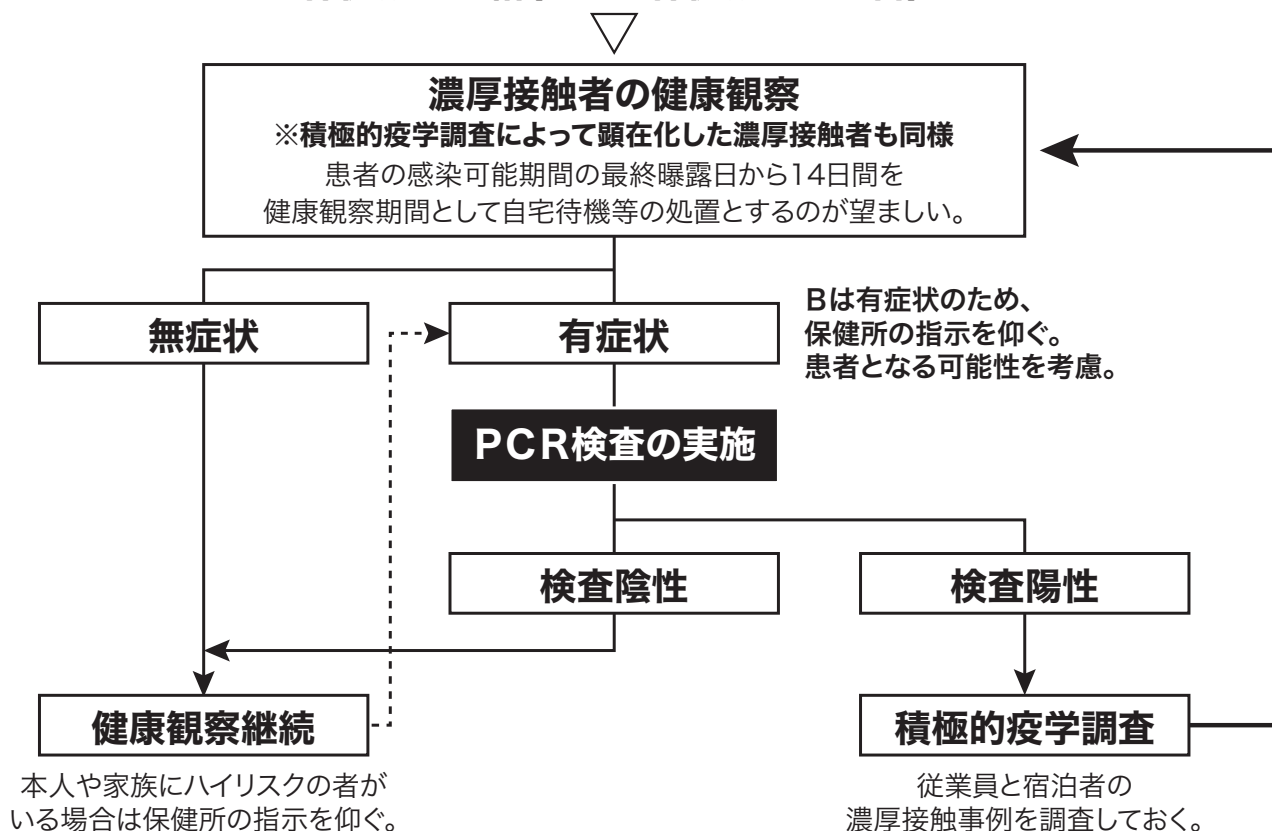 濃厚接触者の健康観察
※積極的疫学調査によって顕在化した濃厚接触者も同様
患者の感染可能期間の最終曝露日から14日間を
健康観察期間として自宅待機等の処置とするのが望ましい。
無症状
有症状
Bは有症状のため、
保健所の指示を仰ぐ。
患者となる可能性を考慮。
PCR検査の実施
検査陰性
検査陽性
健康観察継続
積極的疫学調査
本人や家族にハイリスクの者が
いる場合は保健所の指示を仰ぐ。
従業員と宿泊者の
濃厚接触事例を調査しておく。